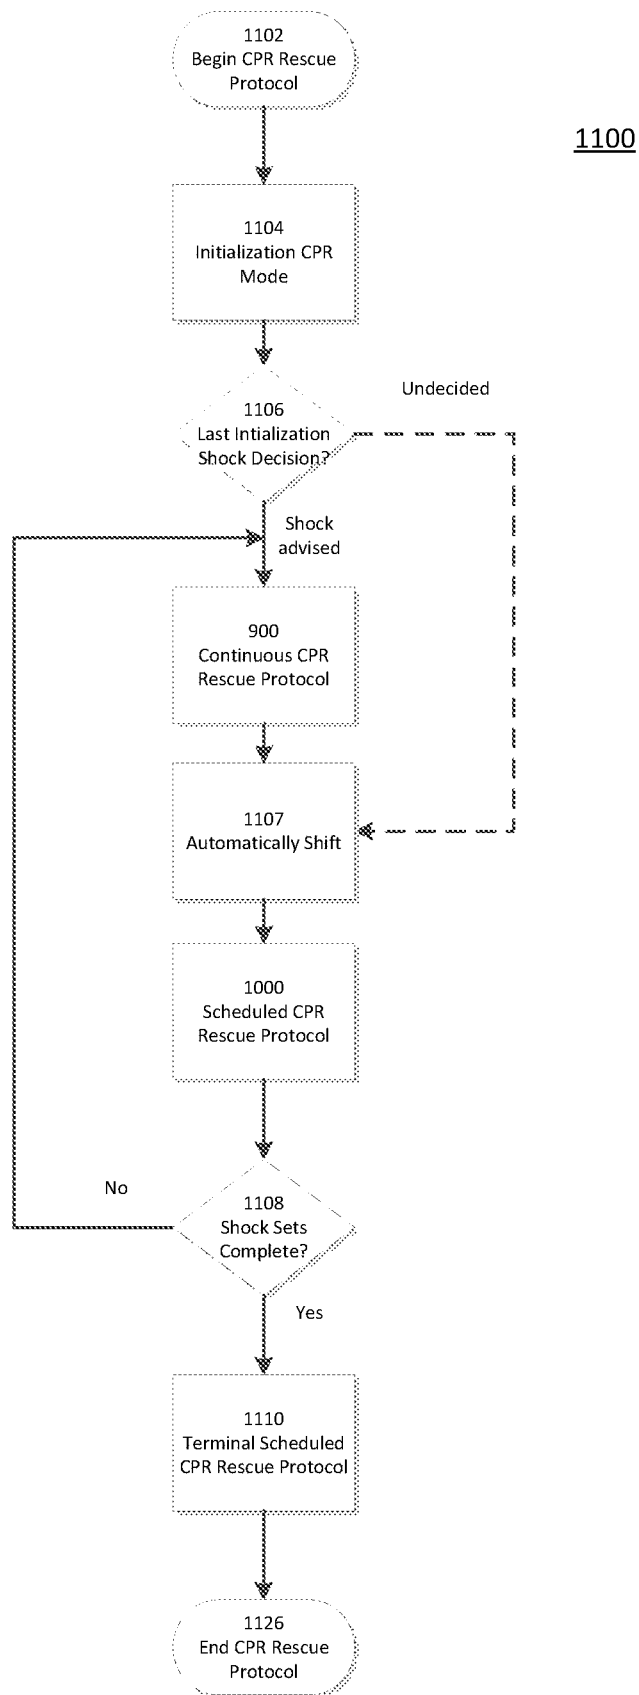 1102
Begin CPR Rescue
Protocol
1100
1104
Initialization CPR
Mode
Undecided
1106
Last Intialization
Shock Decision?
Shock
advised
900
Continuous CPR
Rescue Protocol
1107
Automatically Shift
1000
Scheduled CPR
Rescue Protocol
No
1108
Shock Sets
Complete?
Yes
1110
Terminal Scheduled
CPR Rescue Protocol
1126
End CPR Rescue
Protocol